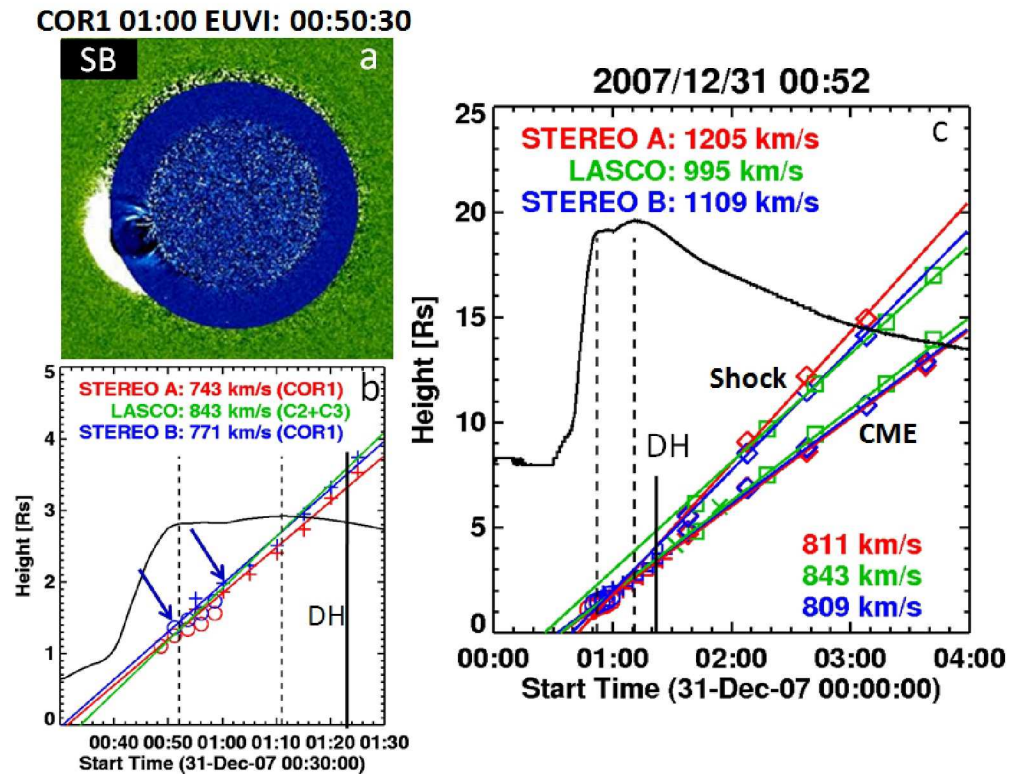 COR1 01:00 EUVI: 00:50:30
SB
a
5
4
3
2
1
0
Height [Rs]
b
STEREO A: 743 km/s (COR1)
LASCO: 843 km/s (C2+C3)
STEREO B: 771 km/s (COR1)
DH
00:40 00:50 01:00 01:10 01:20 01:30
Start Time (31-Dec-07 00:30:00)
2007/12/31 00:52
c
25
20
15
10
5
0
Height [Rs]
STEREO A: 1205 km/s
LASCO: 995 km/s
STEREO B: 1109 km/s
Shock
CME
DH
811 km/s
843 km/s
809 km/s
00:00 01:00 02:00 03:00 04:00
Start Time (31-Dec-07 00:00:00)